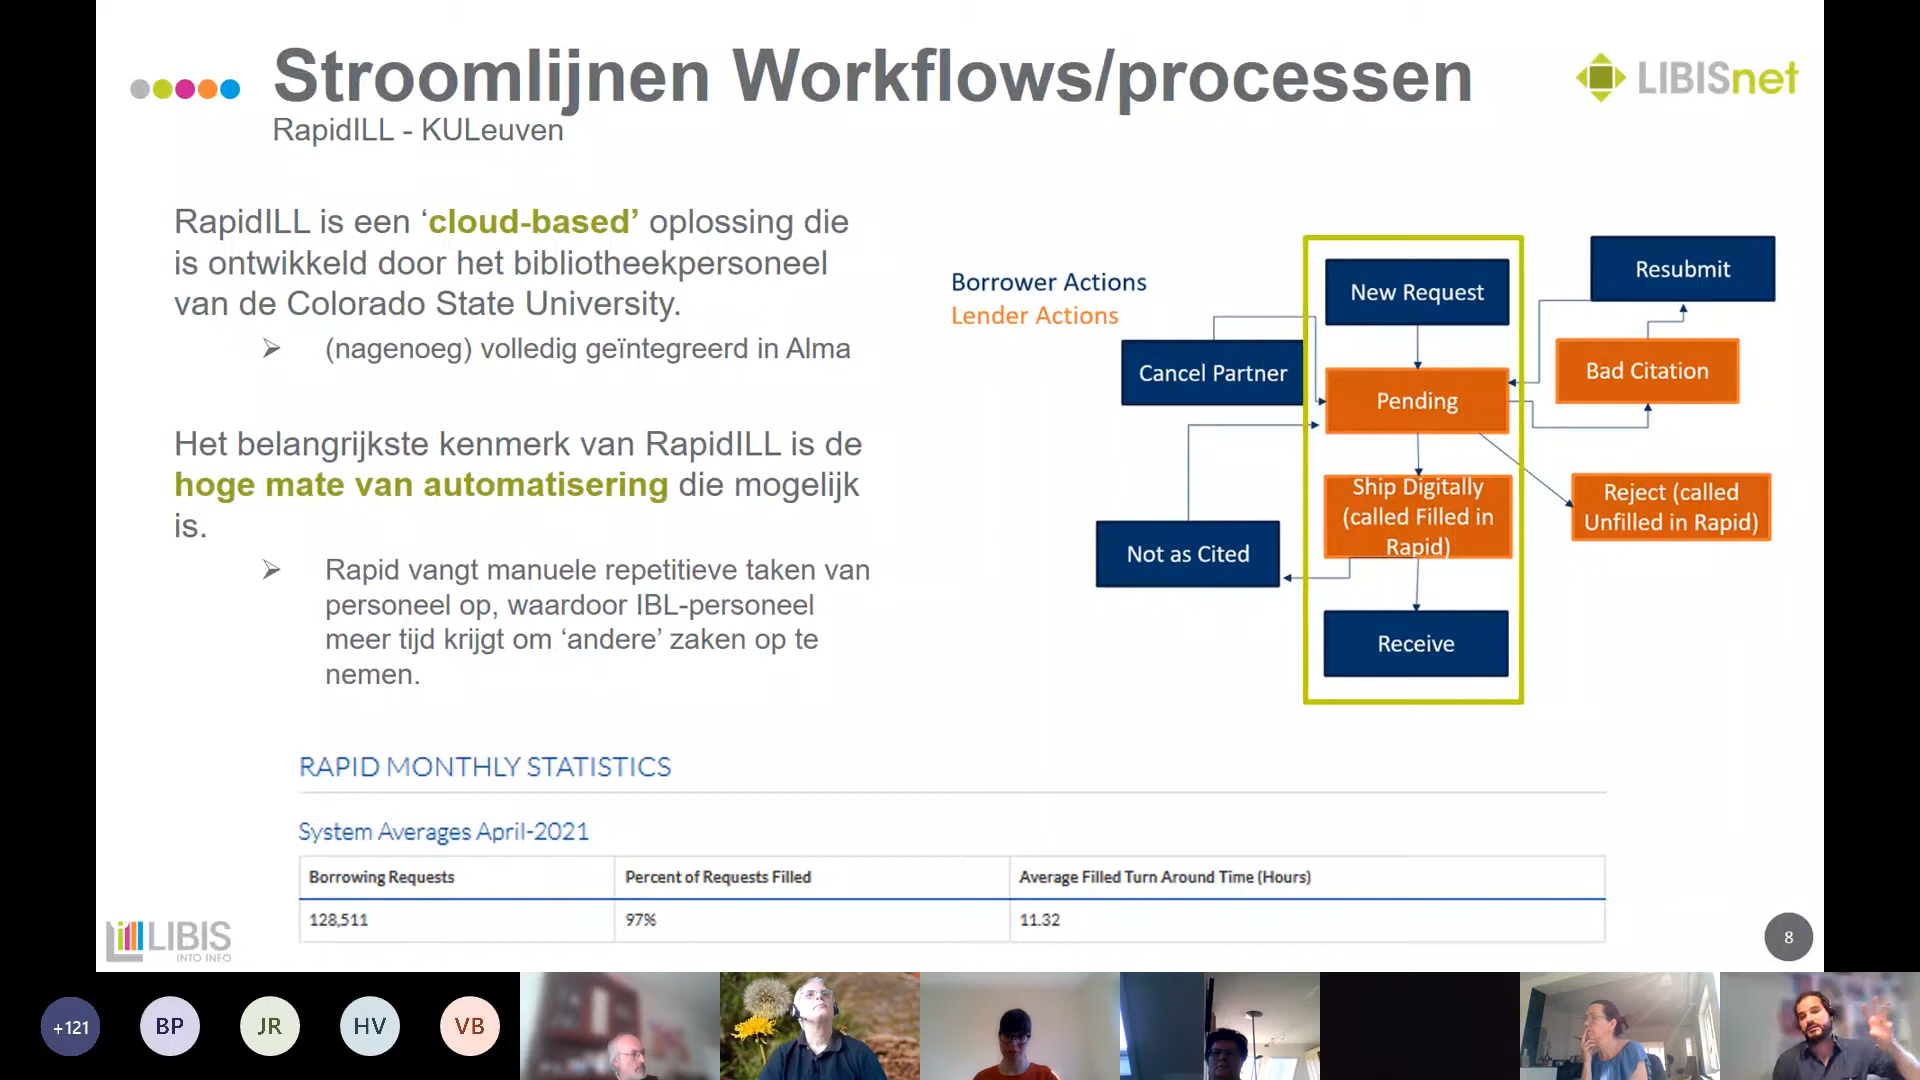 Stroomlijnen Workflows/processen
RapidILL - KULeuven
LIBISnet
RapidILL is een ‘cloud-based’ oplossing die
is ontwikkeld door het bibliotheekpersoneel
van de Colorado State University.
(nagenoeg) volledig geïntegreerd in Alma
Het belangrijkste kenmerk van RapidILL is de
hoge mate van automatisering die mogelijk
is.
Rapid vangt manuele repetitieve taken van
personeel op, waardoor IBL-personeel
meer tijd krijgt om ‘andere’ zaken op te
nemen.
Borrower Actions
Lender Actions
New Request
Resubmit
Cancel Partner
Pending
Bad Citation
Ship Digitally
(called Filled in
Rapid)
Reject (called
Unfilled in Rapid)
Not as Cited
Receive
RAPID MONTHLY STATISTICS
System Averages April-2021
Borrowing Requests Percent of Requests Filled Average Filled Turn Around Time (Hours)
128,511 97% 11.32
LIBIS
INTO INFO
8
+121 BP JR HV VB